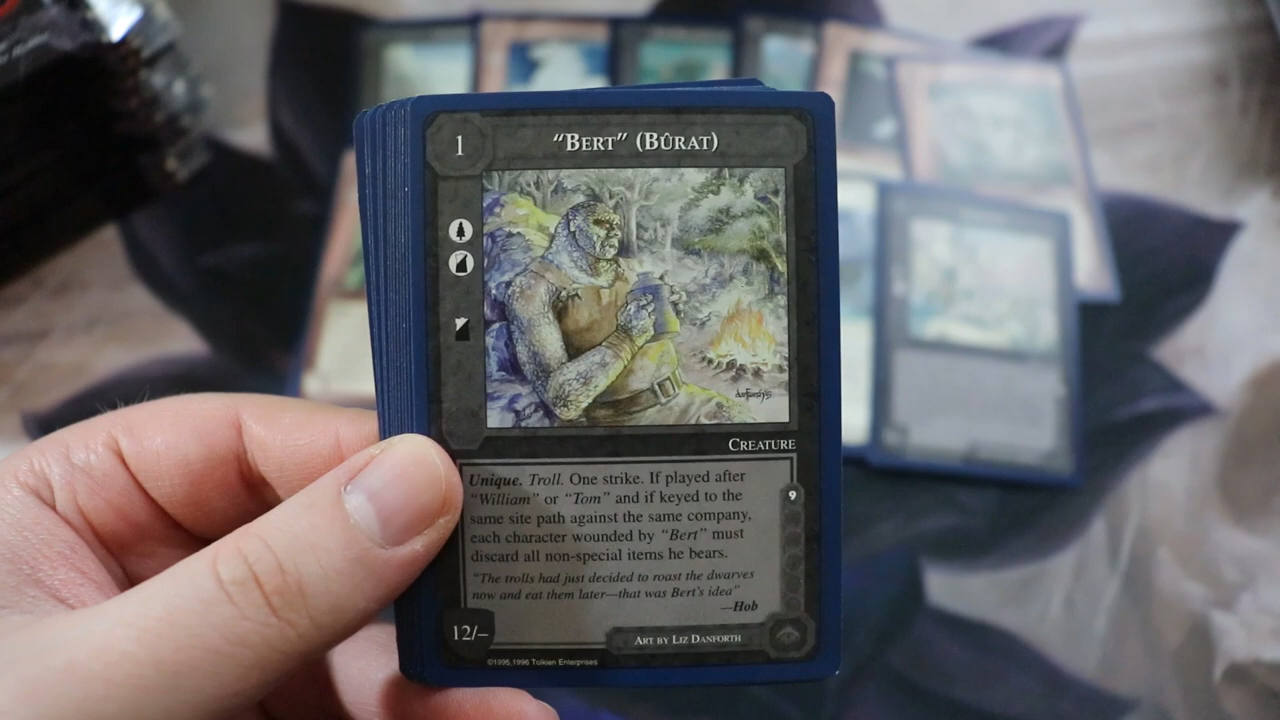 1
“BERT” (BÛRAT)
CREATURE
Unique. Troll. One strike. If played after
“William” or “Tom” and if keyed to the
same site path against the same company,
each character wounded by “Bert” must
discard all non-special items he bears.
9
“The trolls had just decided to roast the dwarves
now and eat them later—that was Bert's idea”
—Hob
12/–
ART BY LIZ DANFORTH
©1995,1996 Tolkien Enterprises